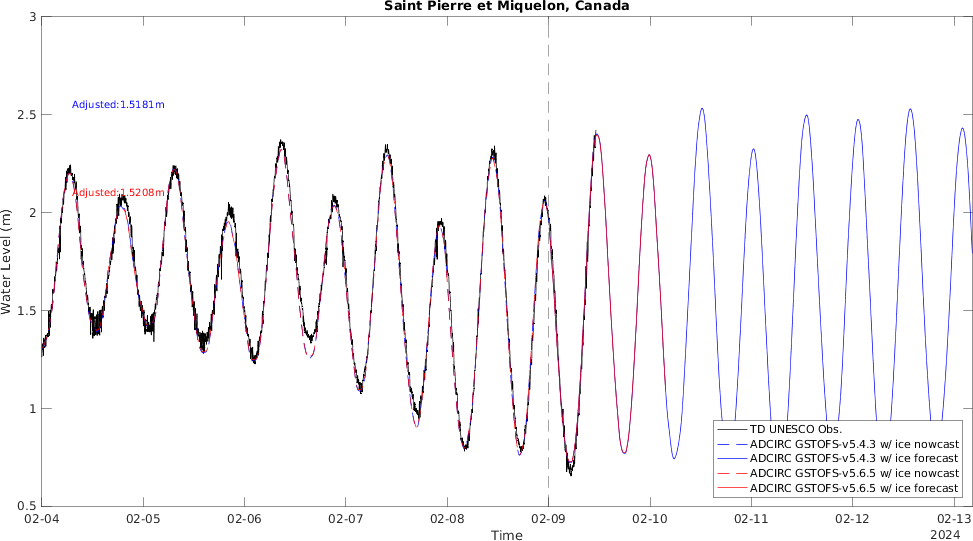 Saint Pierre et Miquelon, Canada
3
2.5
2
1.5
1
0.5
Water Level (m)
Adjusted:1.5181m
Adjusted:1.5208m
TD UNESCO Obs.
ADCIRC GSTOFS-v5.4.3 w/ ice nowcast
ADCIRC GSTOFS-v5.4.3 w/ ice forecast
ADCIRC GSTOFS-v5.6.5 w/ ice nowcast
ADCIRC GSTOFS-v5.6.5 w/ ice forecast
02-04 02-05 02-06 02-07 02-08 02-09 02-10 02-11 02-12 02-13
Time
2024